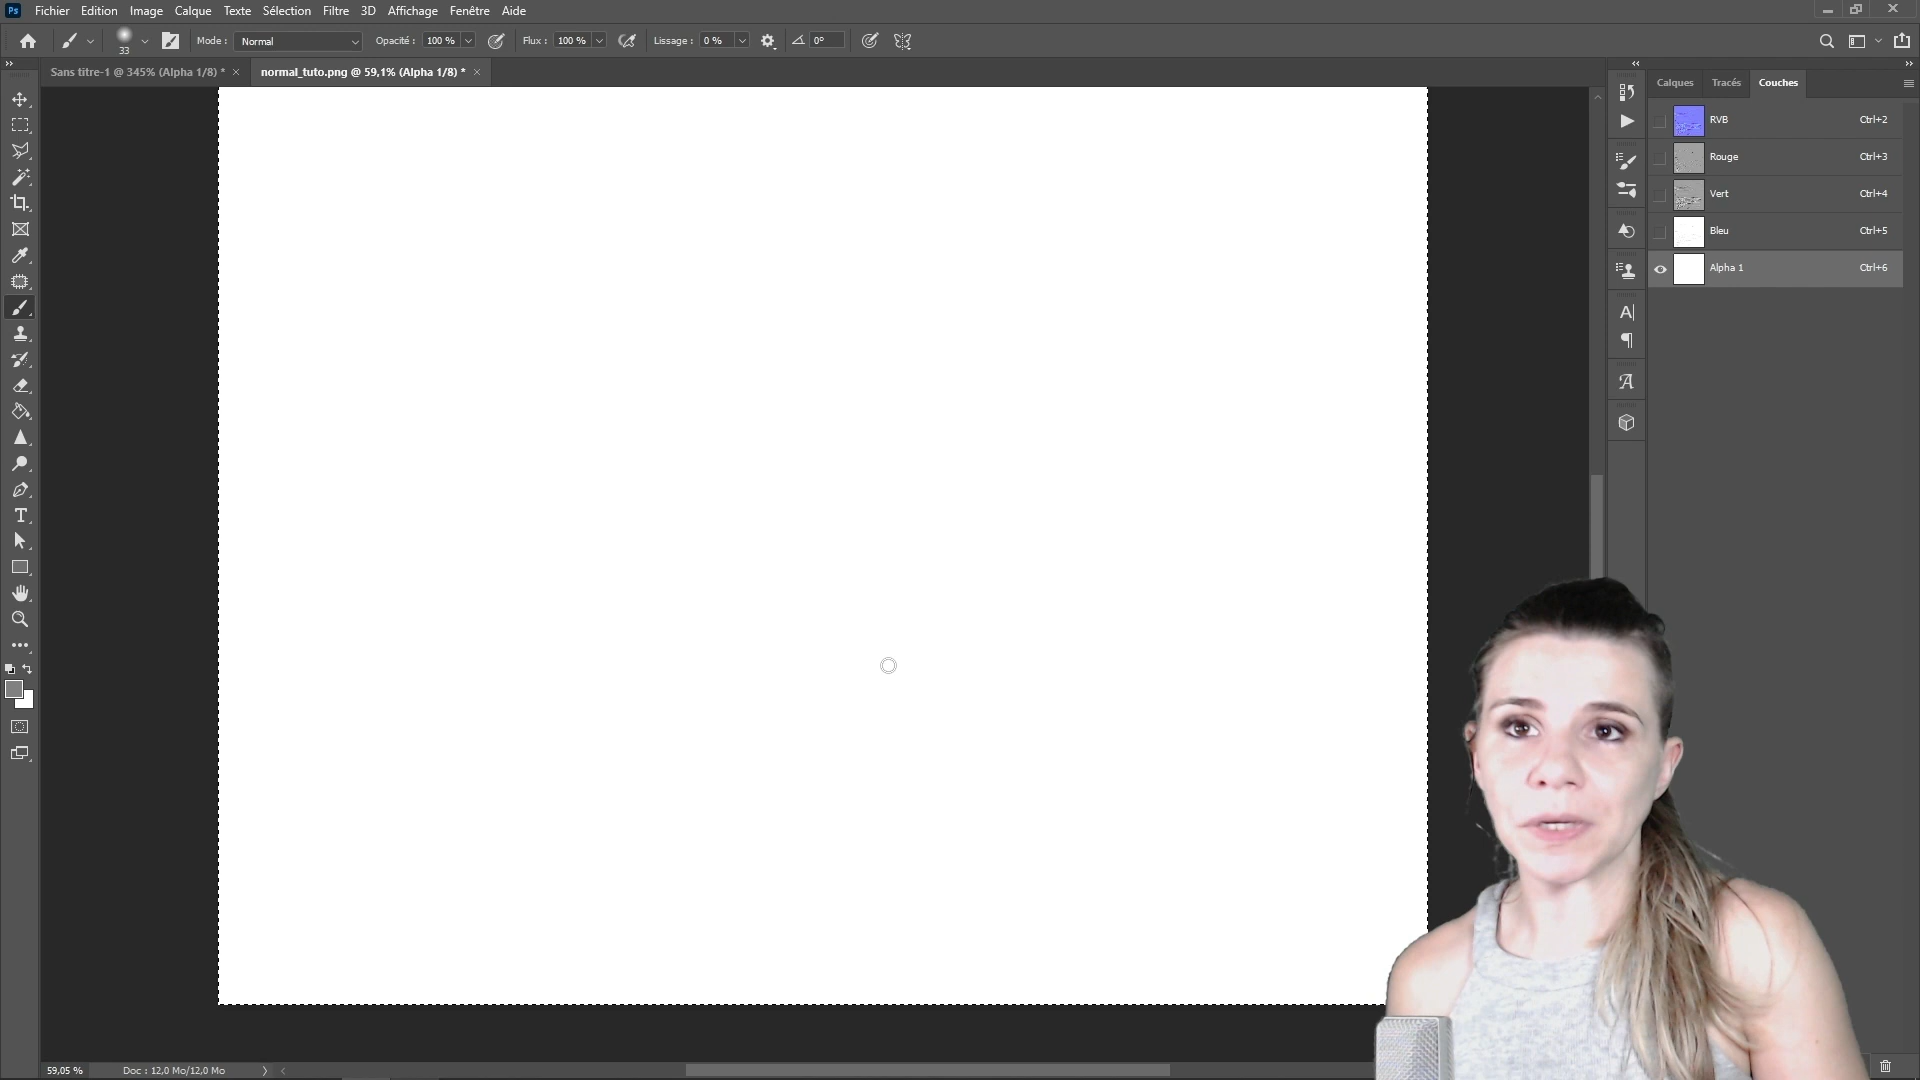 Ps Fichier Edition Image Calque Texte Sélection Filtre 3D Affichage Fenêtre Aide
33 Mode : Normal Opacité : 100 % Flux : 100 % Lissage : 0 % 0°
Sans titre-1 @ 345% (Alpha 1/8) * normal_tuto.png @ 59,1% (Alpha 1/8) *
Calques Tracés Couches
RVB Ctrl+2
Rouge Ctrl+3
Vert Ctrl+4
Bleu Ctrl+5
Alpha 1 Ctrl+6
59,05 % Doc : 12,0 Mo/12,0 Mo